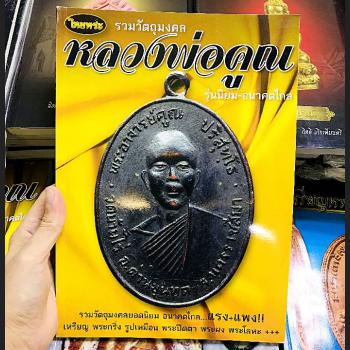 ไทยพระ
รวมวัตถุมงคล
หลวงพ่อคูณ
รุ่นนิยม-อนาคตไกล
พระอาจารย์คูณ ปริสุทฺโธ
รวมวัตถุมงคลยอดนิยม อนาคตไกล...แรง-แพง!!
เหรียญ พระกริ่ง รูปเหมือน พระปิดตา พระผง พระโลหะ +++